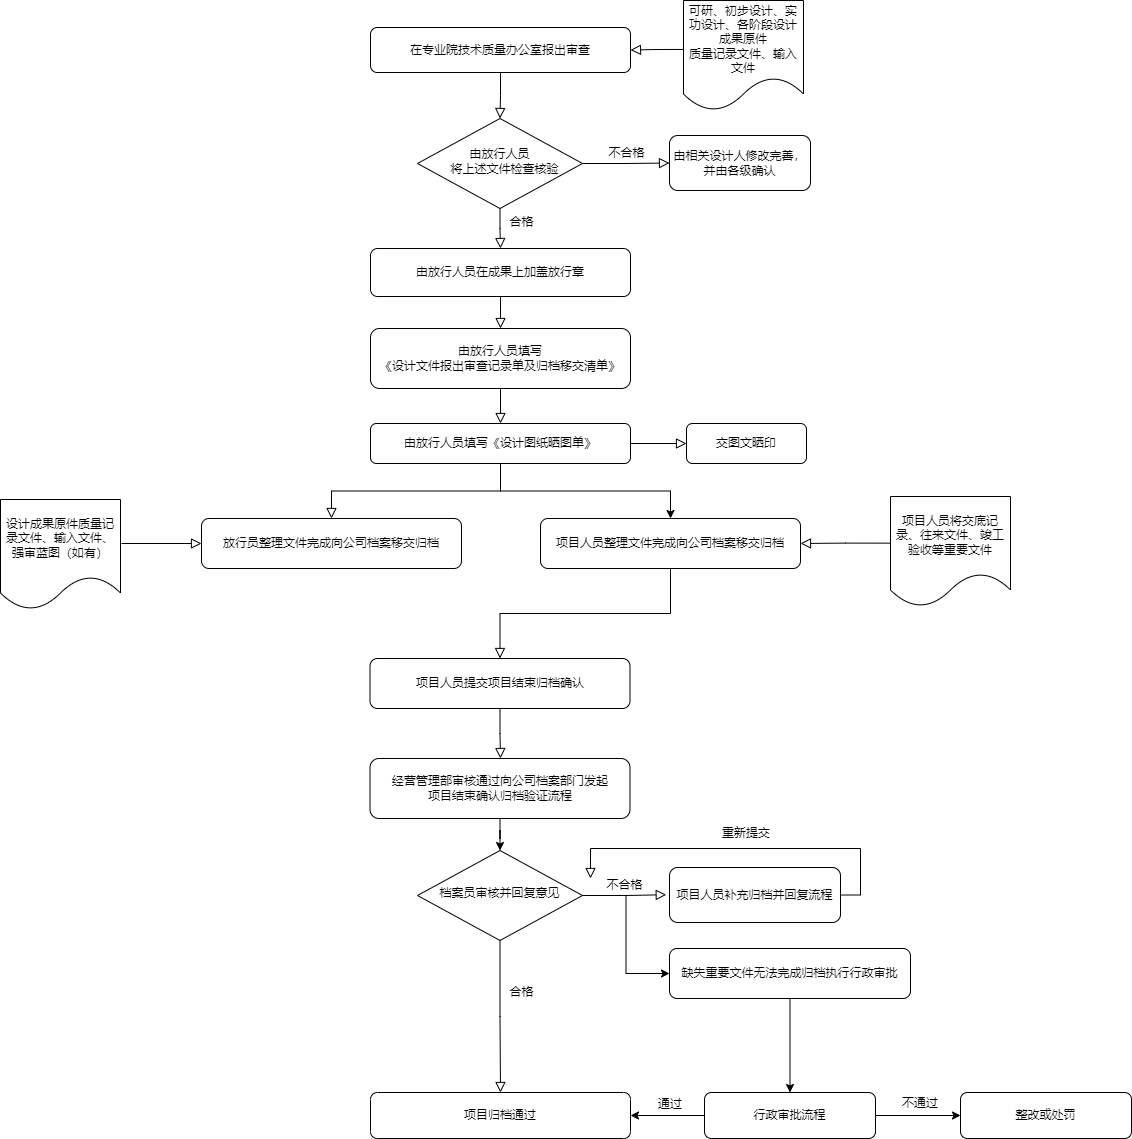 可研、初步设计、实
功设计、各阶段设计
成果原件
质量记录文件、输入
文件
在专业院技术质量办公室报出审查
由放行人员
将上述文件检查核验
不合格
由相关设计人修改完善，
并由各级确认
合格
由放行人员在成果上加盖放行章
由放行人员填写
《设计文件报出审查记录单及归档移交清单》
由放行人员填写《设计图纸晒图单》
交图文晒印
设计成果原件质量记
录文件、输入文件、
强审蓝图（如有）
放行员整理文件完成向公司档案移交归档
项目人员整理文件完成向公司档案移交归档
项目人员将交底记
录、往来文件、竣工
验收等重要文件
项目人员提交项目结束归档确认
经营管理部审核通过向公司档案部门发起
项目结束确认归档验证流程
重新提交
档案员审核并回复意见
不合格
项目人员补充归档并回复流程
缺失重要文件无法完成归档执行行政审批
合格
项目归档通过
通过
行政审批流程
不通过
整改或处罚